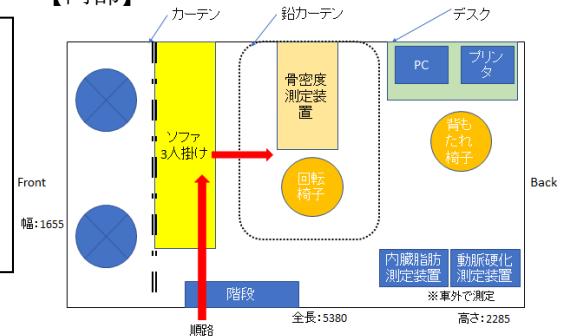 カーテン
鉛カーテン
デスク
PC
プリン
タ
骨密度
測定装
置
ソファ
3人掛け
背も
たれ
椅子
回転
椅子
Front
Back
幅:1655
内臓脂肪
測定装置
動脈硬化
測定装置
※車外で測定
階段
全長:5380
高さ:2285
順路